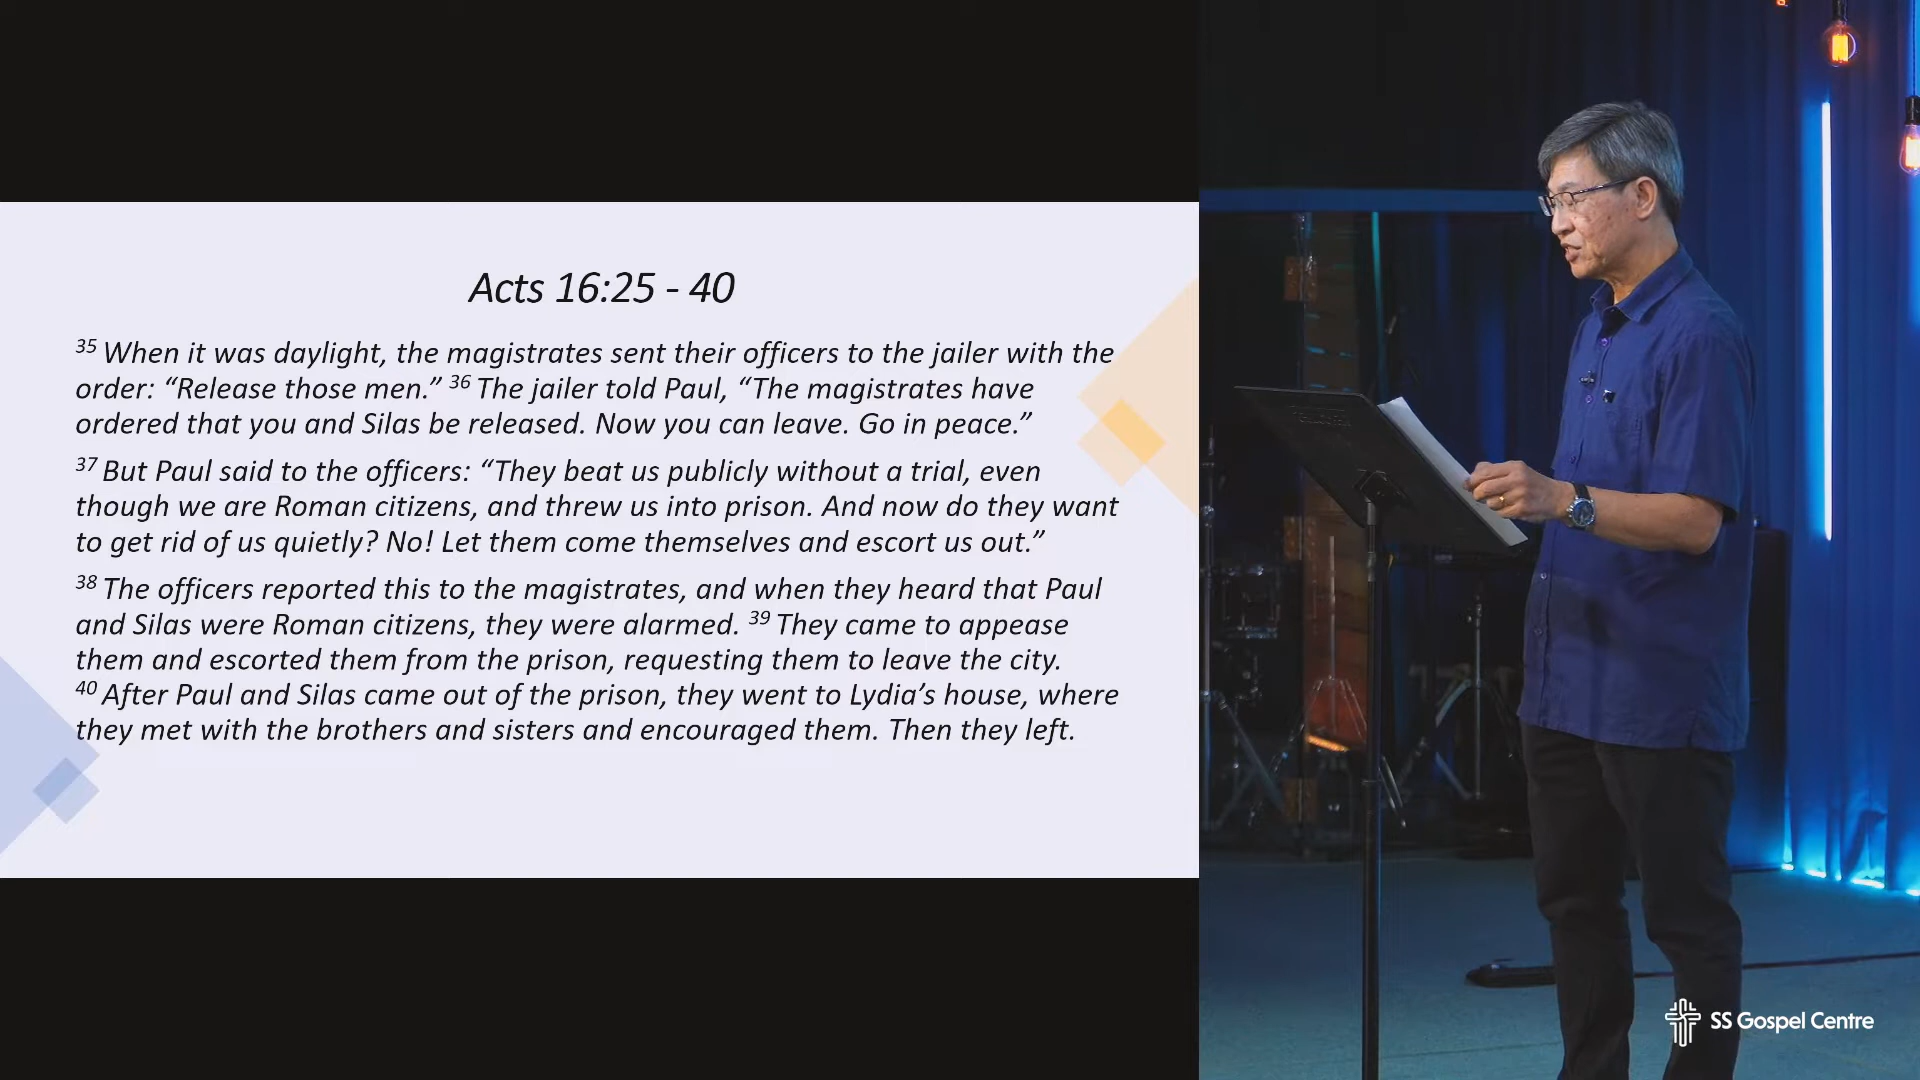 Acts 16:25 - 40
35 When it was daylight, the magistrates sent their officers to the jailer with the
order: “Release those men.” 36 The jailer told Paul, “The magistrates have
ordered that you and Silas be released. Now you can leave. Go in peace.”
37 But Paul said to the officers: “They beat us publicly without a trial, even
though we are Roman citizens, and threw us into prison. And now do they want
to get rid of us quietly? No! Let them come themselves and escort us out.”
38 The officers reported this to the magistrates, and when they heard that Paul
and Silas were Roman citizens, they were alarmed. 39 They came to appease
them and escorted them from the prison, requesting them to leave the city.
40 After Paul and Silas came out of the prison, they went to Lydia’s house, where
they met with the brothers and sisters and encouraged them. Then they left.
SS Gospel Centre